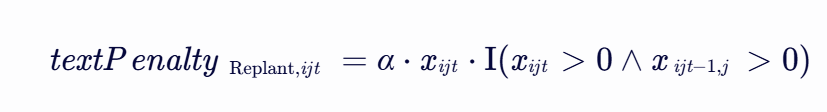 textPenalty Replant,ijt = α · xijt · I(xijt > 0 ∧ x ijt−1,j > 0)